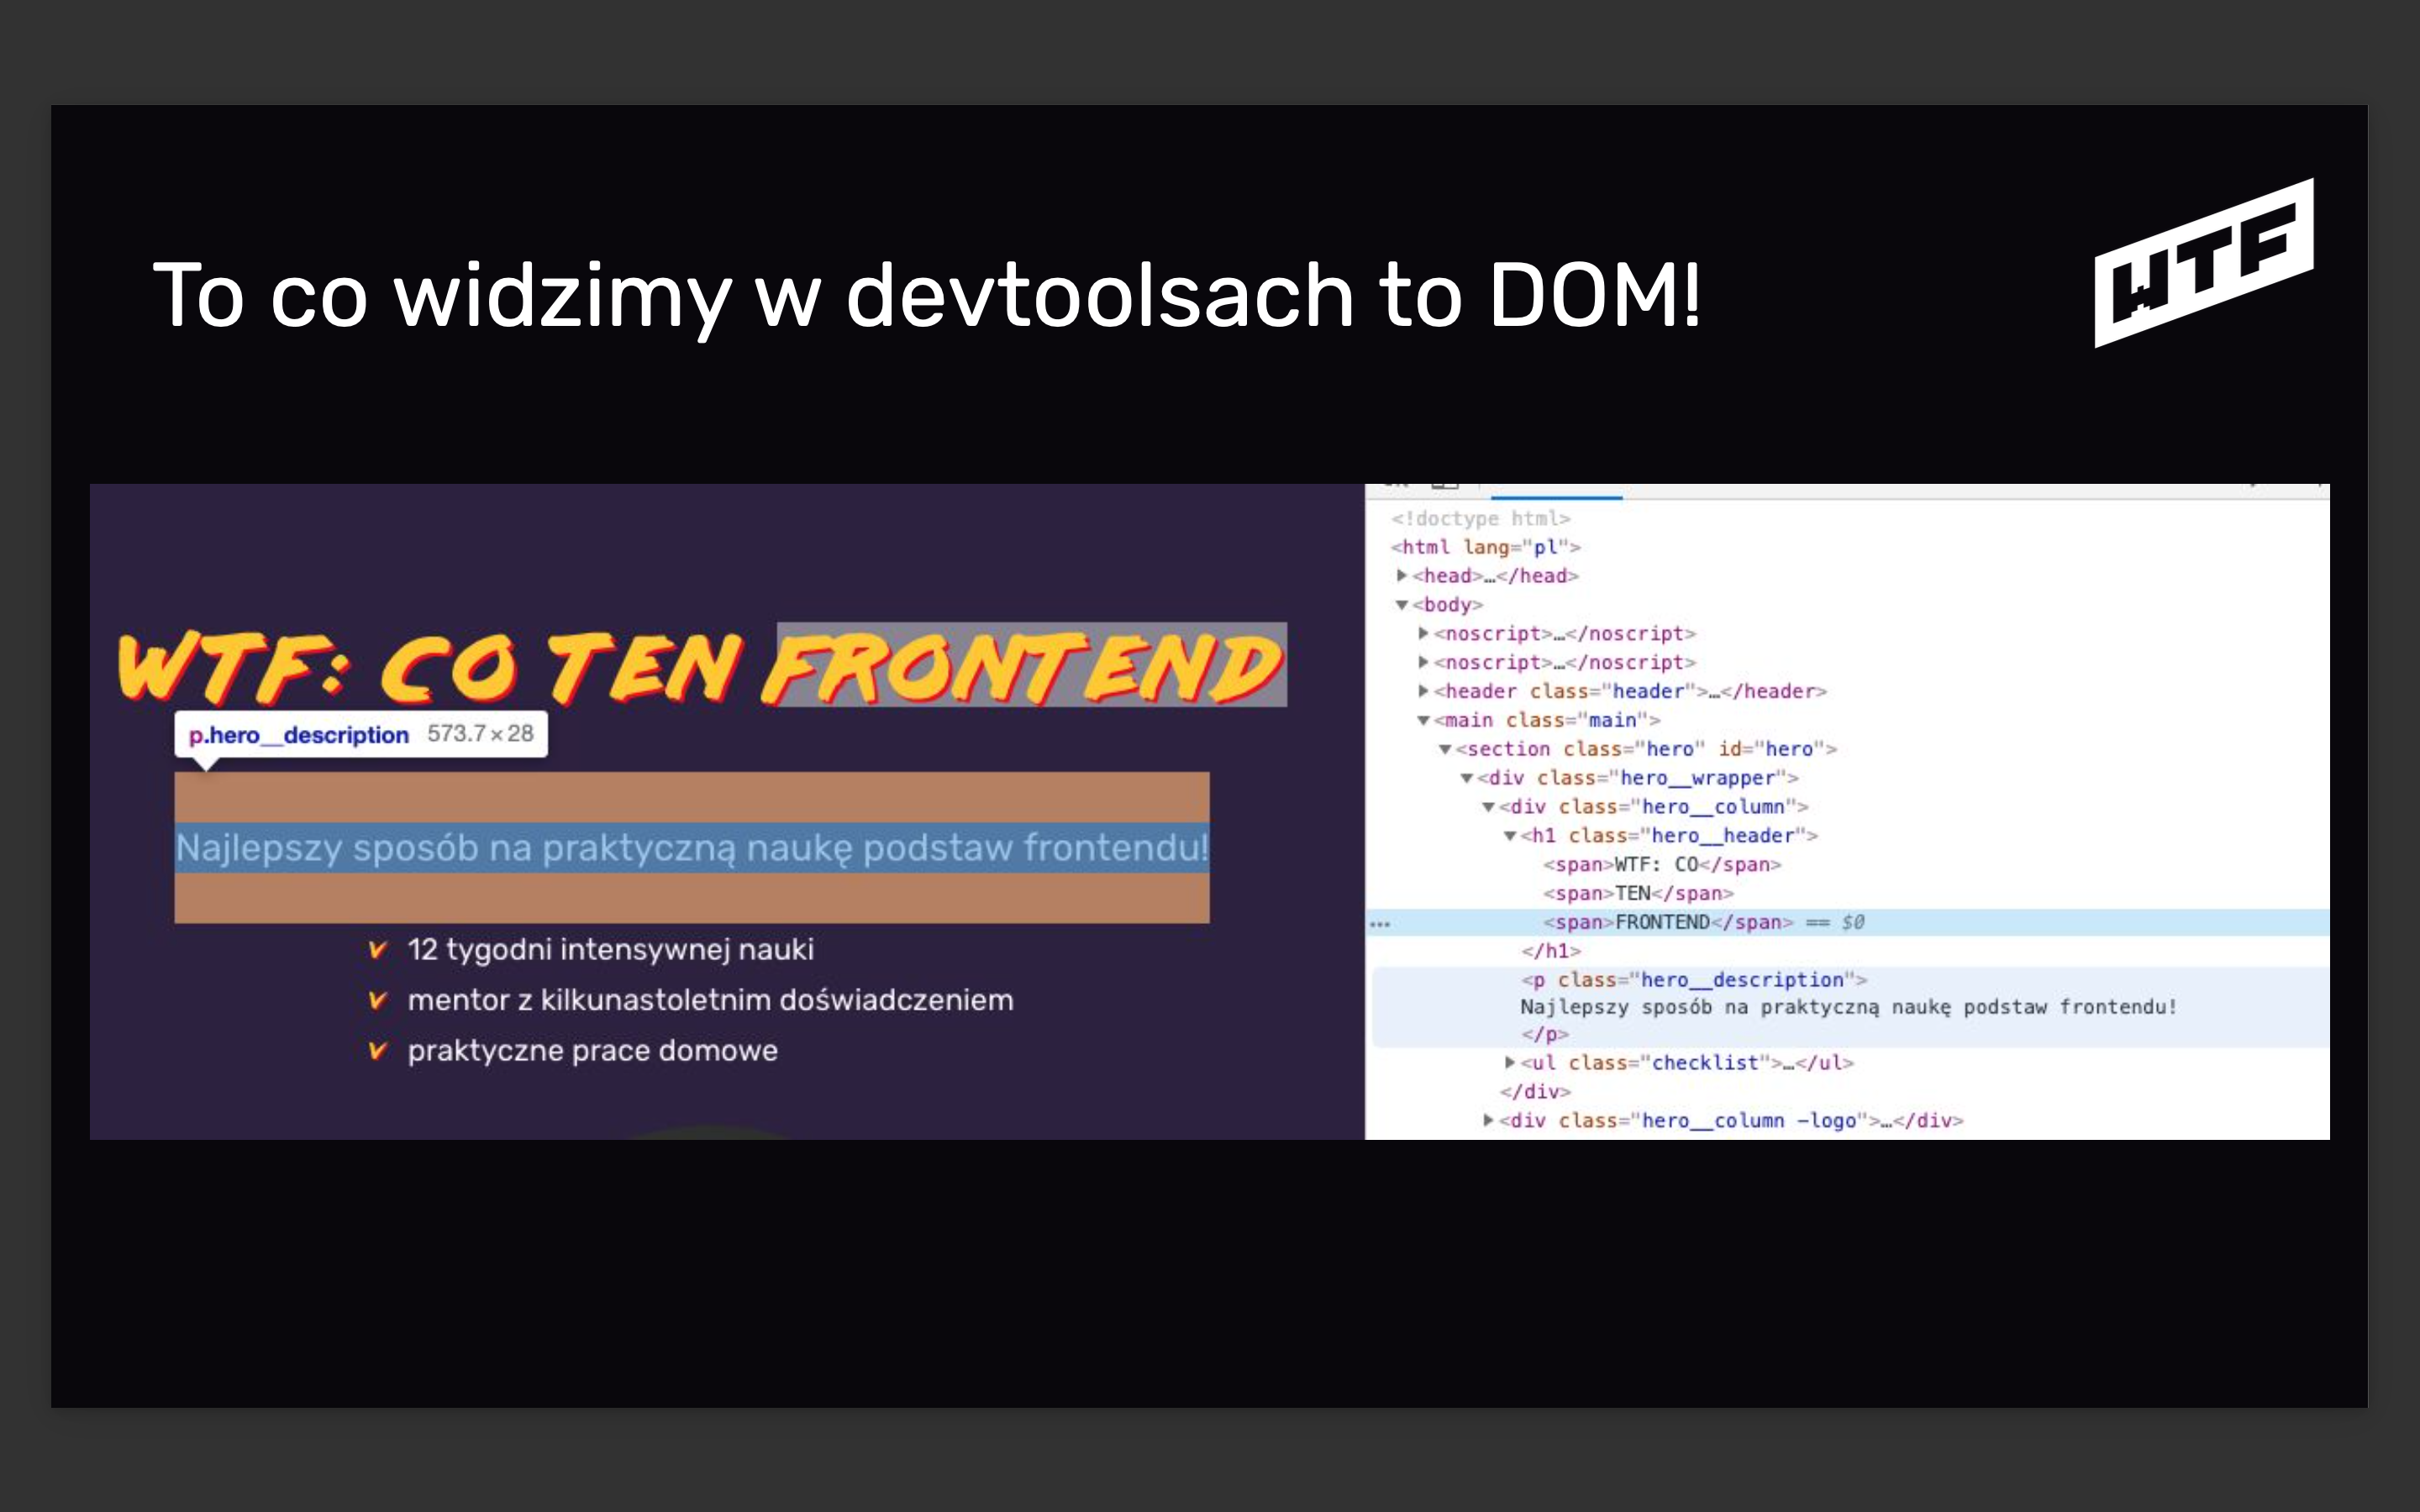 To co widzimy w devtoolsach to DOM!
WTF
WTF: CO TEN FRONTEND
p.hero__description 573.7 × 28
Najlepszy sposób na praktyczną naukę podstaw frontendu!
12 tygodni intensywnej nauki
mentor z kilkunastoletnim doświadczeniem
praktyczne prace domowe
<!doctype html>
<html lang="pl">
<head>…</head>
<body>
<noscript>…</noscript>
<noscript>…</noscript>
<header class="header">…</header>
<main class="main">
<section class="hero" id="hero">
<div class="hero__wrapper">
<div class="hero__column">
<h1 class="hero__header">
<span>WTF: CO</span>
<span>TEN</span>
… <span>FRONTEND</span> == $0
</h1>
<p class="hero__description">
Najlepszy sposób na praktyczną naukę podstaw frontendu!
</p>
<ul class="checklist">…</ul>
</div>
<div class="hero__column -logo">…</div>